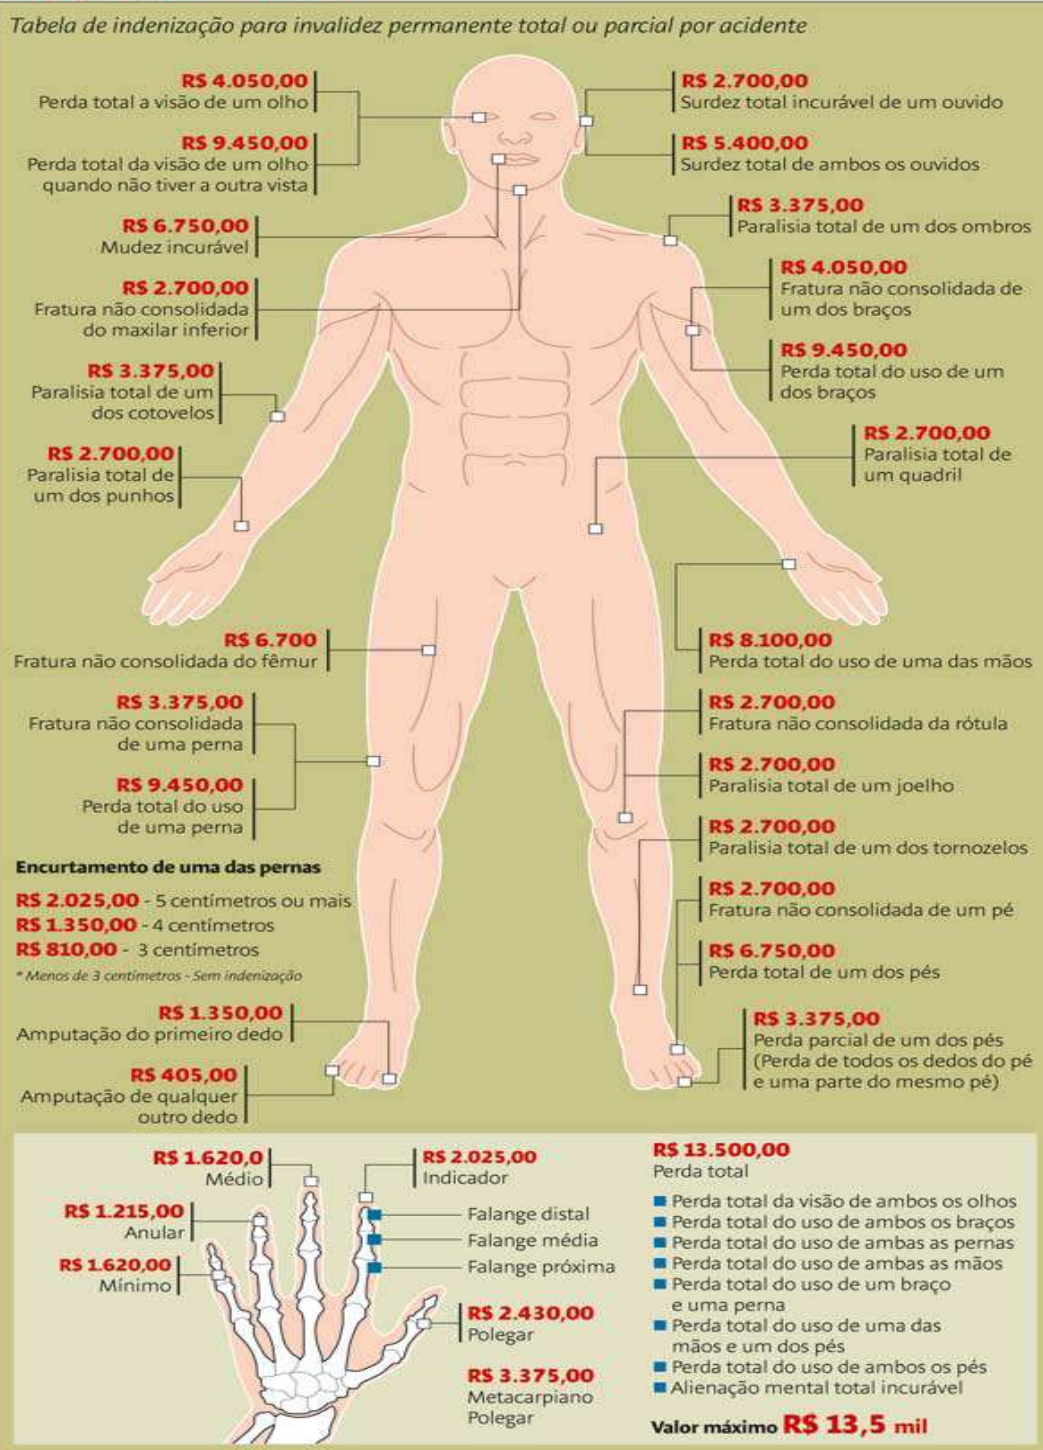 Tabela de indenização para invalidez permanente total ou parcial por acidente
R$ 4.050,00
Perda total a visão de um olho
R$ 9.450,00
Perda total da visão de um olho
quando não tiver a outra vista
R$ 6.750,00
Mudez incurável
R$ 2.700,00
Fratura não consolidada
do maxilar inferior
R$ 3.375,00
Paralisia total de um
dos cotovelos
R$ 2.700,00
Paralisia total de
um dos punhos
R$ 2.700,00
Surdez total incurável de um ouvido
R$ 5.400,00
Surdez total de ambos os ouvidos
R$ 3.375,00
Paralisia total de um dos ombros
R$ 4.050,00
Fratura não consolidada de
um dos braços
R$ 9.450,00
Perda total do uso de um
dos braços
R$ 2.700,00
Paralisia total de
um quadril
R$ 6.700
Fratura não consolidada do fêmur
R$ 3.375,00
Fratura não consolidada
de uma perna
R$ 9.450,00
Perda total do uso
de uma perna
Encurtamento de uma das pernas
R$ 2.025,00 - 5 centímetros ou mais
R$ 1.350,00 - 4 centímetros
R$ 810,00 - 3 centímetros
* Menos de 3 centímetros - Sem indenização
R$ 1.350,00
Amputação do primeiro dedo
R$ 405,00
Amputação de qualquer
outro dedo
R$ 8.100,00
Perda total do uso de uma das mãos
R$ 2.700,00
Fratura não consolidada da rótula
R$ 2.700,00
Paralisia total de um joelho
R$ 2.700,00
Paralisia total de um dos tornozelos
R$ 2.700,00
Fratura não consolidada de um pé
R$ 6.750,00
Perda total de um dos pés
R$ 3.375,00
Perda parcial de um dos pés
(Perda de todos os dedos do pé
e uma parte do mesmo pé)
R$ 1.620,0
Médio
R$ 1.215,00
Anular
R$ 1.620,00
Mínimo
R$ 2.025,00
Indicador
Falange distal
Falange média
Falange próxima
R$ 2.430,00
Polegar
R$ 3.375,00
Metacarpiano
Polegar
R$ 13.500,00
Perda total
Perda total da visão de ambos os olhos
Perda total do uso de ambos os braços
Perda total do uso de ambas as pernas
Perda total do uso de ambas as mãos
Perda total do uso de um braço
e uma perna
Perda total do uso de uma das
mãos e um dos pés
Perda total do uso de ambos os pés
Alienação mental total incurável
Valor máximo R$ 13,5 mil